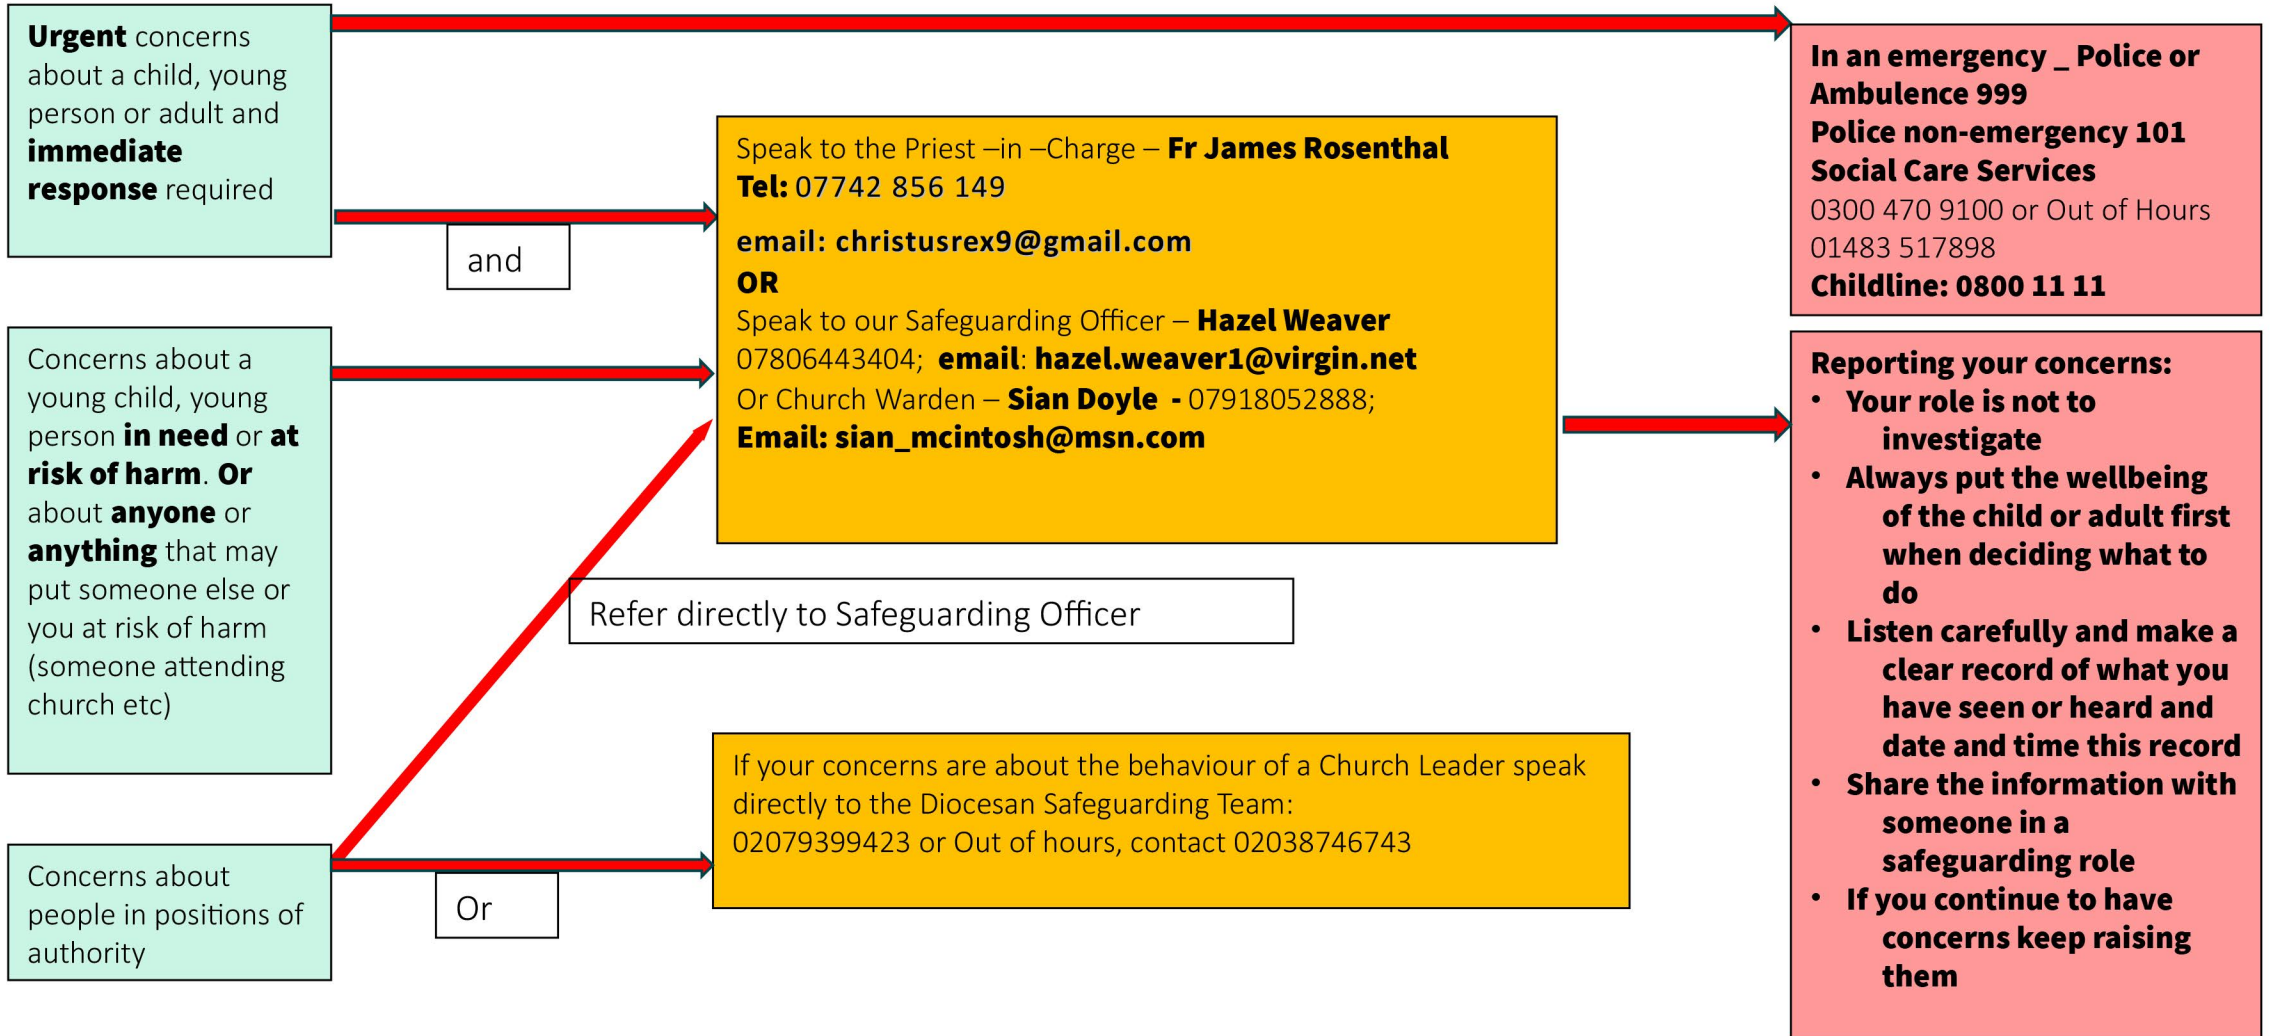 Urgent concerns
about a child, young
person or adult and
immediate
response required
and
Concerns about a
young child, young
person in need or at
risk of harm. Or
about anyone or
anything that may
put someone else or
you at risk of harm
(someone attending
church etc)
Concerns about
people in positions of
authority
Or
Speak to the Priest –in –Charge – Fr James Rosenthal
Tel: 07742 856 149
email: christusrex9@gmail.com
OR
Speak to our Safeguarding Officer – Hazel Weaver
07806443404;  email: hazel.weaver1@virgin.net
Or Church Warden – Sian Doyle  - 07918052888;
Email: sian_mcintosh@msn.com
Refer directly to Safeguarding Officer
If your concerns are about the behaviour of a Church Leader speak
directly to the Diocesan Safeguarding Team:
02079399423 or Out of hours, contact 02038746743
In an emergency _ Police or
Ambulence 999
Police non-emergency 101
Social Care Services
0300 470 9100 or Out of Hours
01483 517898
Childline: 0800 11 11
Reporting your concerns:
• Your role is not to
investigate
• Always put the wellbeing
of the child or adult first
when deciding what to
do
• Listen carefully and make a
clear record of what you
have seen or heard and
date and time this record
• Share the information with
someone in a
safeguarding role
• If you continue to have
concerns keep raising
them